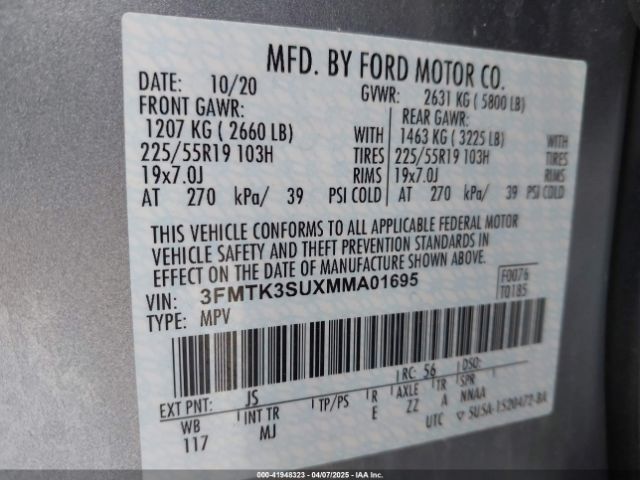 MFD. BY FORD MOTOR CO.
DATE: 10/20 GVWR: 2631 KG ( 5800 LB)
FRONT GAWR: REAR GAWR:
1207 KG ( 2660 LB) WITH 1463 KG ( 3225 LB) WITH
225/55R19 103H TIRES 225/55R19 103H TIRES
19x7.0J RIMS 19x7.0J RIMS
AT 270 kPa/ 39 PSI COLD AT 270 kPa/ 39 PSI COLD
THIS VEHICLE CONFORMS TO ALL APPLICABLE FEDERAL MOTOR
VEHICLE SAFETY AND THEFT PREVENTION STANDARDS IN
EFFECT ON THE DATE OF MANUFACTURE SHOWN ABOVE.
VIN: 3FMTK3SUXMMA01695 F0076
TYPE: MPV T0185
EXT PNT: JS RC: 56 DSO:
WB INT TR TP/PS R AXLE TR SPR
117 MJ E ZZ A NNAA
UTC ▽ SU5A-1520472-BA
000-41948323 - 04/07/2025 - IAA Inc.